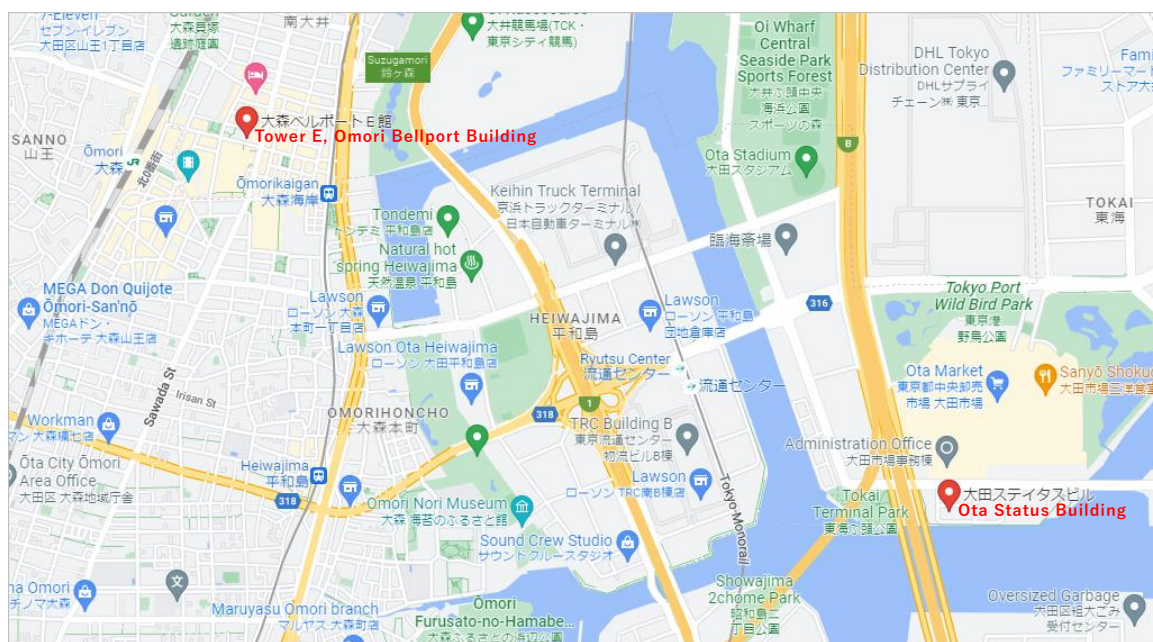 7-Eleven
セブン-イレブン
大田区山王1丁目店
Garden
大森貝塚
遺跡庭園
南大井
Suzugamori
鈴ヶ森
大井競馬場(TCK・
東京シティ競馬)
Oi Wharf
Central
Seaside Park
Sports Forest
大井ふ頭中央
海浜公園
スポーツの森
DHL Tokyo
Distribution Center
DHLサプライ
チェーン㈱ 東京...
Fami
ファミリーマート
大森ベルポートE館
Tower E, Omori Bellport Building
SANNO
山王
Ōmori
大森
JR
北の番街
Ōmorikaigan
大森海岸
Ota Stadium
大田スタジアム
B
TOKAI
東海
Keihin Truck Terminal
京浜トラックターミナル /
日本自動車ターミナル㈱
Tondemi
トンデミ 平和島店
Natural hot
spring Heiwajima
天然温泉 平和島
臨海斎場
MEGA Don Quijote
Ōmori-San'nō
MEGAドン・
キホーテ 大森山王店
Lawson
ローソン 大森
本町一丁目店
HEIWAJIMA
平和島
Lawson
ローソン 平和島
団地倉庫店
316
Tokyo Port
Wild Bird Park
東京港
野鳥公園
Lawson Ota Heiwajima
ローソン 大田平和島店
Ryutsu Center
流通センター
流通センター
Ota Market
東京都中央卸売
市場 大田市場
Sanyō Shokud
大田市場三洋食堂
Sawada St
Irisan St
OMORIHONCHO
大森本町
318
1
Workman
マン 大森環七店
TRC Building B
東京流通センター
物流ビルB棟
Administration Office
大田市場事務棟
Ōta City Ōmori
Area Office
大田区 大森地域庁舎
Heiwajima
平和島
318
Lawson
ローソン TRC南B棟店
Tokyo-Monorail
大田ステイタスビル
Ota Status Building
Tokai
Terminal Park
東海ふ頭公園
Omori Nori Museum
大森 海苔のふるさと館
Sound Crew Studio
サウンドクルースタジオ
na Omori
チノマ大森
文
Maruyasu Omori branch
マルヤス 大森町店
Ōmori
Furusato-no-Hamabe...
大森ふるさとの浜辺公園
Showajima
2chome Park
昭和島二
丁目公園
Oversized Garbage
大田区粗大ごみ
受付センター